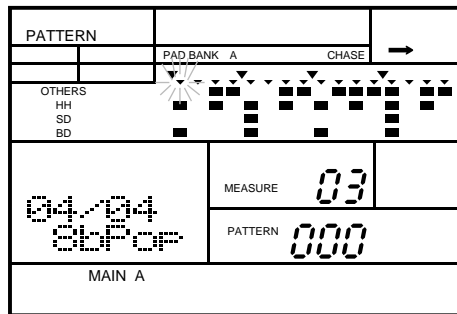 PATTERN
PAD BANK A CHASE
OTHERS
HH
SD
BD
MEASURE 03
04/04
8bPop
PATTERN 000
MAIN A